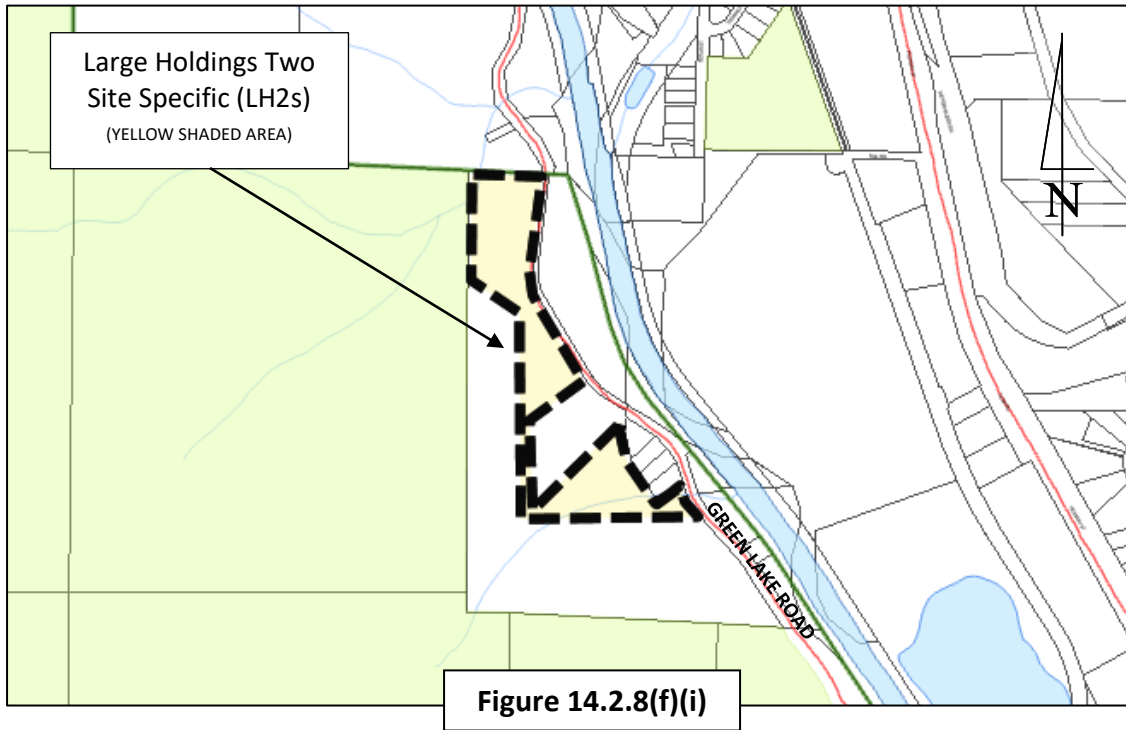 Large Holdings Two
Site Specific (LH2s)
(YELLOW SHADED AREA)
N
GREEN LAKE ROAD
Figure 14.2.8(f)(i)